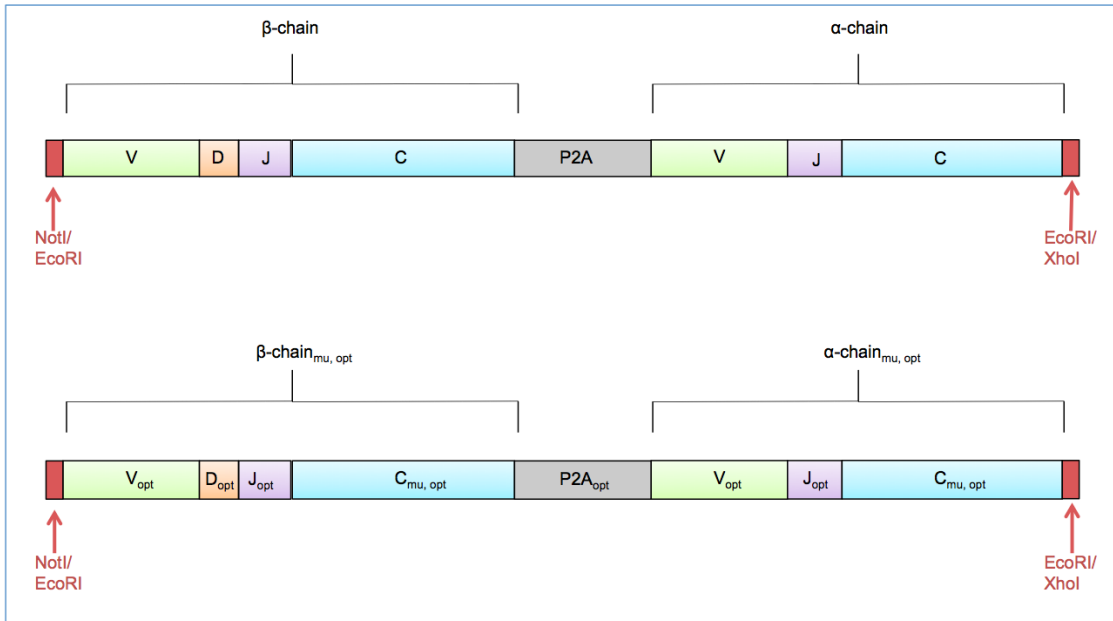 β-chain α-chain
V D J C P2A V J C
NotI/ EcoRI/
EcoRI XhoI
β-chainmu, opt α-chainmu, opt
Vopt Dopt Jopt Cmu, opt P2Aopt Vopt Jopt Cmu, opt
NotI/ EcoRI/
EcoRI XhoI